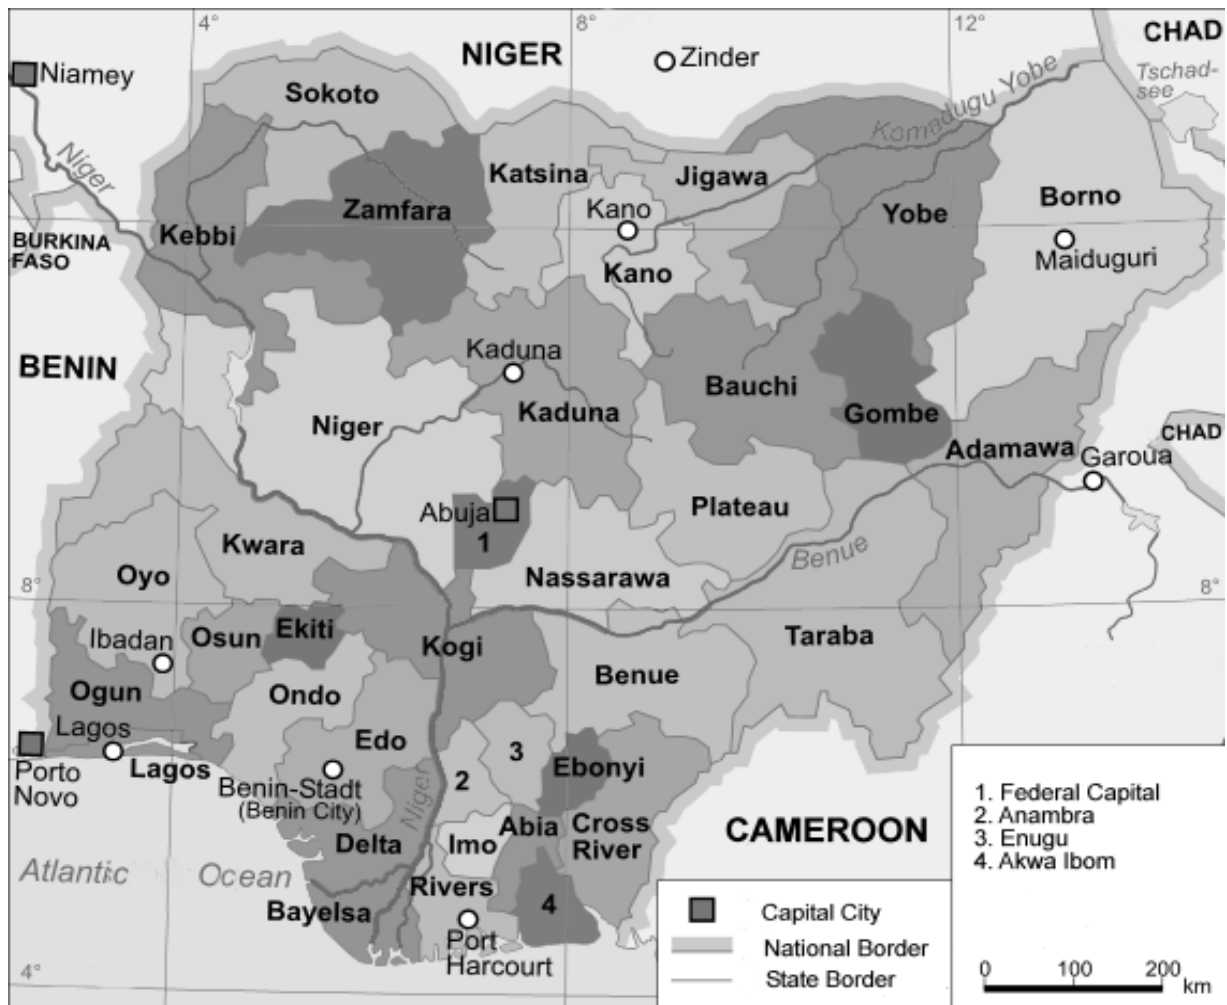 4°
8°
12°
NIGER
Zinder
CHAD
Tschad-
see
Niamey
Sokoto
Komadugu Yobe
Niger
Katsina
Jigawa
Zamfara
Kano
Yobe
Borno
Kebbi
BURKINA
FASO
Kano
Maiduguri
BENIN
Kaduna
Bauchi
Niger
Kaduna
Gombe
Adamawa
CHAD
Garoua
Abuja
Plateau
1
Kwara
Benue
Oyo
Nassarawa
8°
8°
Ibadan
Osun
Ekiti
Kogi
Taraba
Ogun
Ondo
Benue
Lagos
Edo
3
Lagos
Ebonyi
Porto
Novo
Benin-Stadt
(Benin City)
2
Niger
Delta
Imo
Abia
Cross
River
CAMEROON
Atlantic Ocean
Rivers
Bayelsa
4
Port
Harcourt
4°
1. Federal Capital
2. Anambra
3. Enugu
4. Akwa Ibom
Capital City
National Border
State Border
0 100 200 km